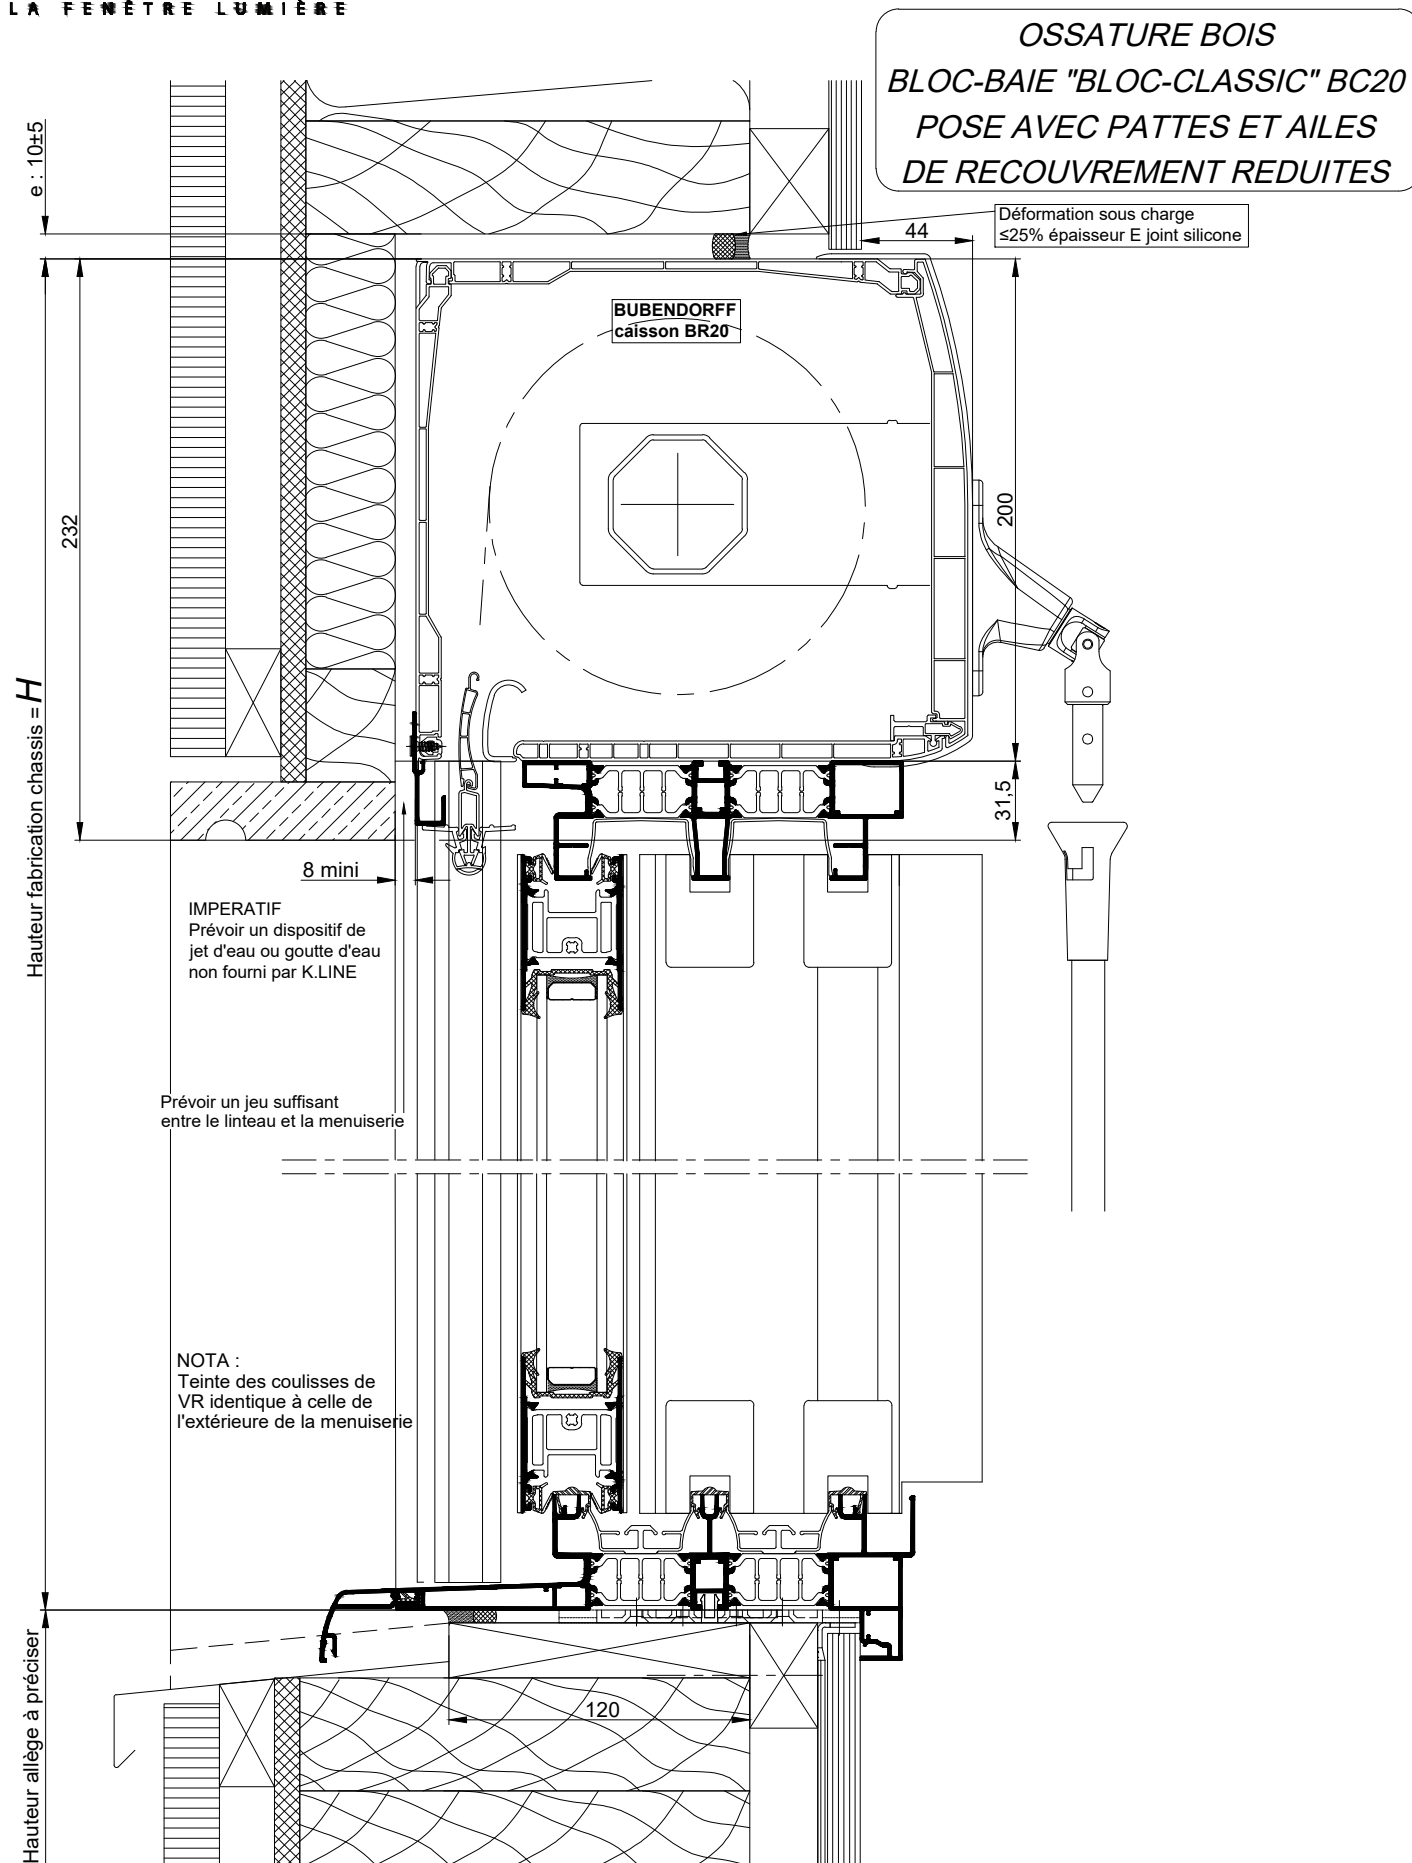 LA FENÊTRE LUMIÈRE
OSSATURE BOIS
BLOC-BAIE "BLOC-CLASSIC" BC20
POSE AVEC PATTES ET AILES
DE RECOUVREMENT REDUITES
e : 10±5
Déformation sous charge
≤25% épaisseur E joint silicone
44
BUBENDORFF
caisson BR20
232
200
Hauteur fabrication chassis = H
31,5
8 mini
IMPERATIF
Prévoir un dispositif de
jet d'eau ou goutte d'eau
non fourni par K.LINE
Prévoir un jeu suffisant
entre le linteau et la menuiserie
NOTA :
Teinte des coulisses de
VR identique à celle de
l'extérieure de la menuiserie
120
Hauteur allège à préciser